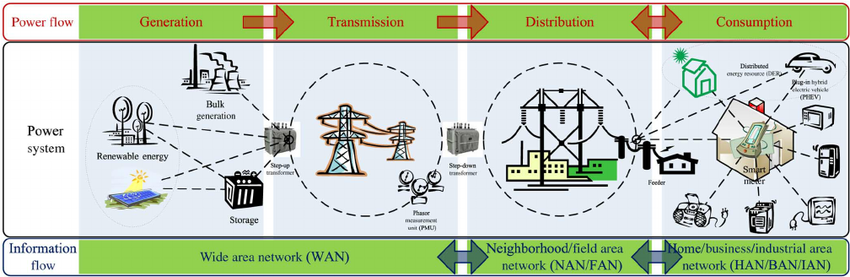 Power flow
Generation
Transmission
Distribution
Consumption
Power
system
Bulk
generation
Renewable energy
Storage
Step-up
transformer
Phasor
measurement
unit (PMU)
Step-down
transformer
Feeder
Distributed
energy resource (DER)
Plug-in hybrid
electric vehicle
(PHEV)
Smart
meter
Information
flow
Wide area network (WAN)
Neighborhood/field area
network (NAN/FAN)
Home/business/industrial area
network (HAN/BAN/IAN)